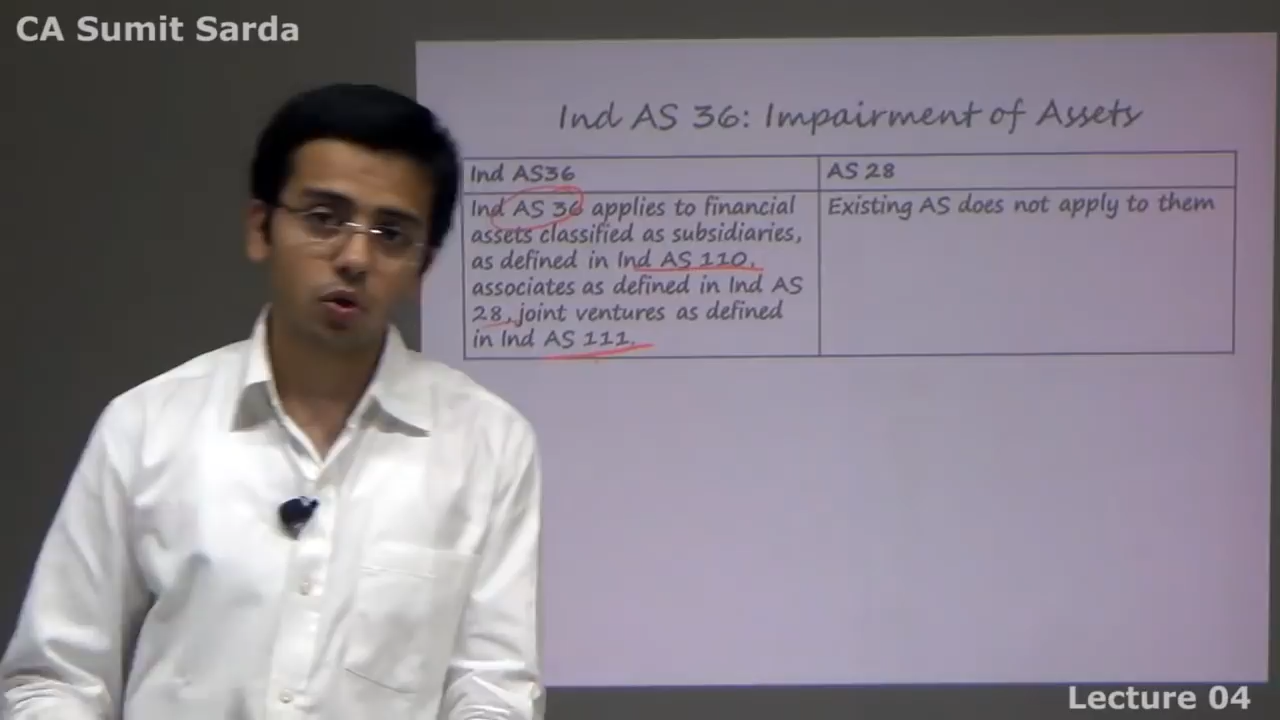 CA Sumit Sarda
Ind AS 36: Impairment of Assets
Ind AS36
AS 28
Ind AS 36 applies to financial
assets classified as subsidiaries,
as defined in Ind AS 110,
associates as defined in Ind AS
28, joint ventures as defined
in Ind AS 111.
Existing AS does not apply to them
Lecture 04